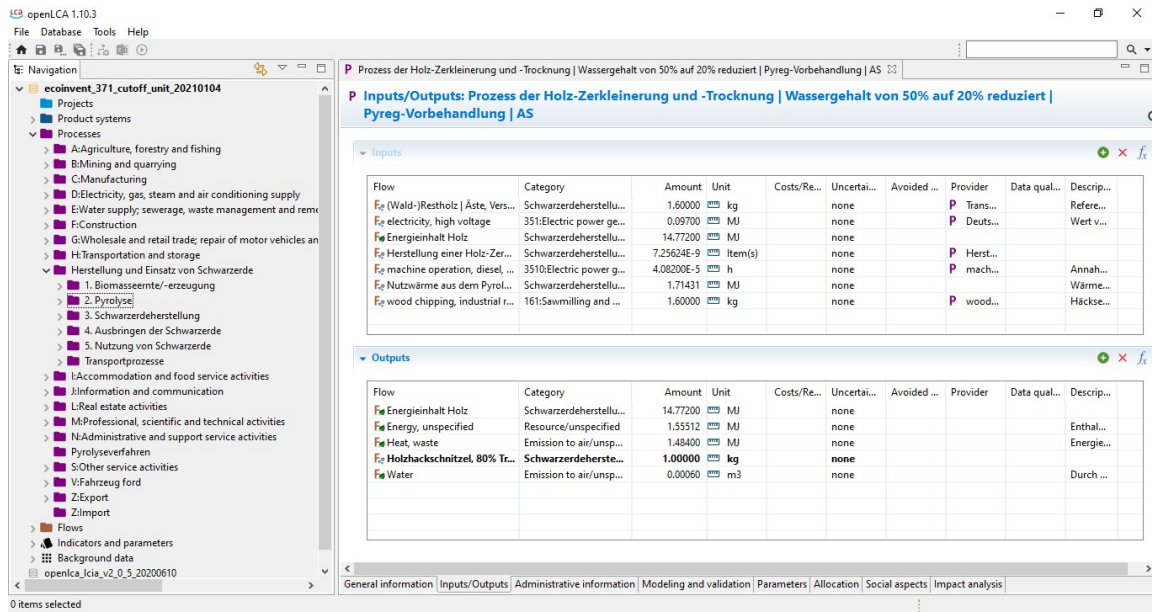 openLCA 1.10.3
File Database Tools Help
Navigation
ecoinvent_371_cutoff_unit_20210104
Projects
Product systems
Processes
A:Agriculture, forestry and fishing
B:Mining and quarrying
C:Manufacturing
D:Electricity, gas, steam and air conditioning supply
E:Water supply; sewerage, waste management and reme
F:Construction
G:Wholesale and retail trade; repair of motor vehicles an
H:Transportation and storage
Herstellung und Einsatz von Schwarzerde
1. Biomasseernte/-erzeugung
2. Pyrolyse
3. Schwarzerdeherstellung
4. Ausbringen der Schwarzerde
5. Nutzung von Schwarzerde
Transportprozesse
I:Accommodation and food service activities
J:Information and communication
L:Real estate activities
M:Professional, scientific and technical activities
N:Administrative and support service activities
Pyrolyseverfahren
S:Other service activities
V:Fahrzeug ford
Z:Export
Z:Import
Flows
Indicators and parameters
Background data
openlca_lcia_v2_0_5_20200610
0 items selected
P Prozess der Holz-Zerkleinerung und -Trocknung | Wassergehalt von 50% auf 20% reduziert | Pyreg-Vorbehandlung | AS
P Inputs/Outputs: Prozess der Holz-Zerkleinerung und -Trocknung | Wassergehalt von 50% auf 20% reduziert |
Pyreg-Vorbehandlung | AS
Inputs
Flow Category Amount Unit Costs/Re... Uncertai... Avoided ... Provider Data qual... Descrip...
(Wald-)Restholz | Äste, Vers... Schwarzerdeherstellu... 1.60000 kg none P Trans... Refere...
electricity, high voltage 351:Electric power ge... 0.09700 MJ none P Deuts... Wert v...
Energieinhalt Holz Schwarzerdeherstellu... 14.77200 MJ none
Herstellung einer Holz-Zer... Schwarzerdeherstellu... 7.25624E-9 Item(s) none P Herst...
machine operation, diesel, ... 3510:Electric power g... 4.08200E-5 h none P mach... Annah...
Nutzwärme aus dem Pyrol... Schwarzerdeherstellu... 1.71431 MJ none Wärme...
wood chipping, industrial r... 161:Sawmilling and ... 1.60000 kg none P wood... Häckse...
Outputs
Flow Category Amount Unit Costs/Re... Uncertai... Avoided ... Provider Data qual... Descrip...
Energieinhalt Holz Schwarzerdeherstellu... 14.77200 MJ none
Energy, unspecified Resource/unspecified 1.55512 MJ none Enthal...
Heat, waste Emission to air/unsp... 1.48400 MJ none Energie...
Holzhackschnitzel, 80% Tr... Schwarzerdeherste... 1.00000 kg none
Water Emission to air/unsp... 0.00060 m3 none Durch ...
General information Inputs/Outputs Administrative information Modeling and validation Parameters Allocation Social aspects Impact analysis